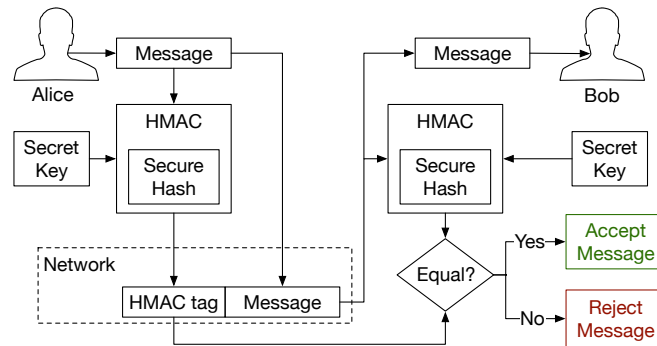 Message
Message
Alice
Bob
HMAC
HMAC
Secret
Key
Secure
Hash
Secure
Hash
Secret
Key
Network
HMAC tag
Message
Equal?
Yes
Accept
Message
No
Reject
Message